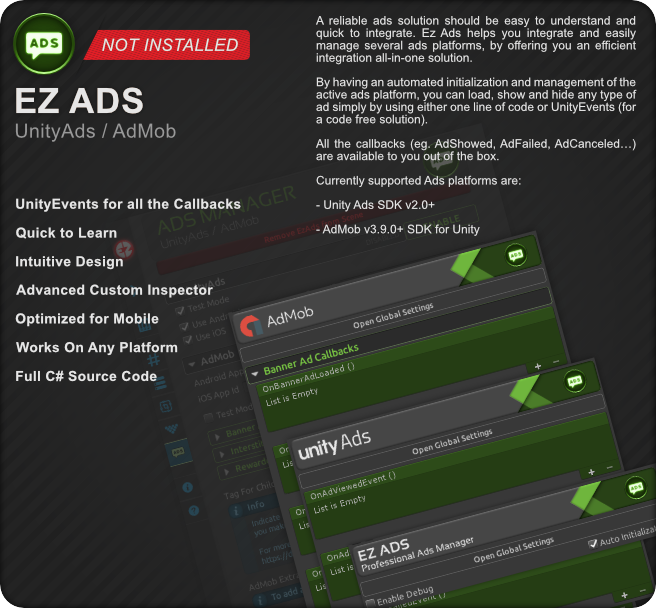 ADS
NOT INSTALLED
EZ ADS
UnityAds / AdMob
A reliable ads solution should be easy to understand and
quick to integrate. Ez Ads helps you integrate and easily
manage several ads platforms, by offering you an efficient
integration all-in-one solution.
By having an automated initialization and management of the
active ads platform, you can load, show and hide any type of
ad simply by using either one line of code or UnityEvents (for
a code free solution).
All the callbacks (eg. AdShowed, AdFailed, AdCanceled…)
are available to you out of the box.
Currently supported Ads platforms are:
- Unity Ads SDK v2.0+
- AdMob v3.9.0+ SDK for Unity
UnityEvents for all the Callbacks
Quick to Learn
Intuitive Design
Advanced Custom Inspector
Optimized for Mobile
Works On Any Platform
Full C# Source Code
ADS MANAGER
UnityAds / AdMob
Test Mode
Use iOS
AdMob
iOS App Id
Test Mod
Banner
Tag For Chil
Info
AdMob Ext
To add
ADS
AdMob
Open Global Settings
Banner Ad Callbacks
OnBannerAdLoaded ()
List is Empty
ADS
unity Ads
Open Global Settings
OnAdViewedEvent ()
List is Empty
ADS
EZ ADS
Professional Ads Manager
Open Global Settings
Auto Initializa
Enable Debug